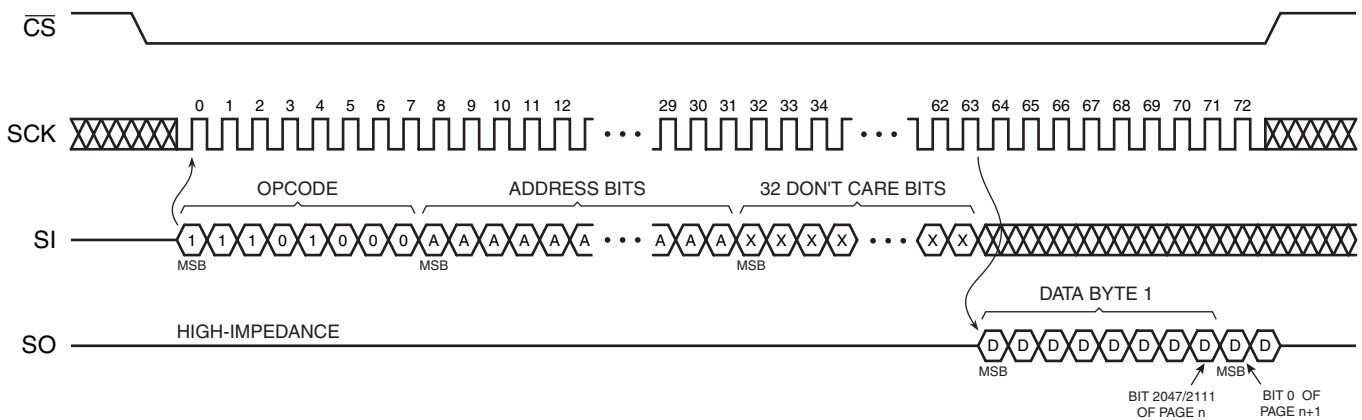 CS
0 1 2 3 4 5 6 7 8 9 10 11 12 29 30 31 32 33 34 62 63 64 65 66 67 68 69 70 71 72
SCK
OPCODE ADDRESS BITS 32 DON'T CARE BITS
SI 1 1 1 0 1 0 0 0 A A A A A A A A A X X X X X X
MSB MSB MSB
DATA BYTE 1
HIGH-IMPEDANCE
SO D D D D D D D D D D
MSB MSB
BIT 2047/2111
OF PAGE n
BIT 0 OF
PAGE n+1